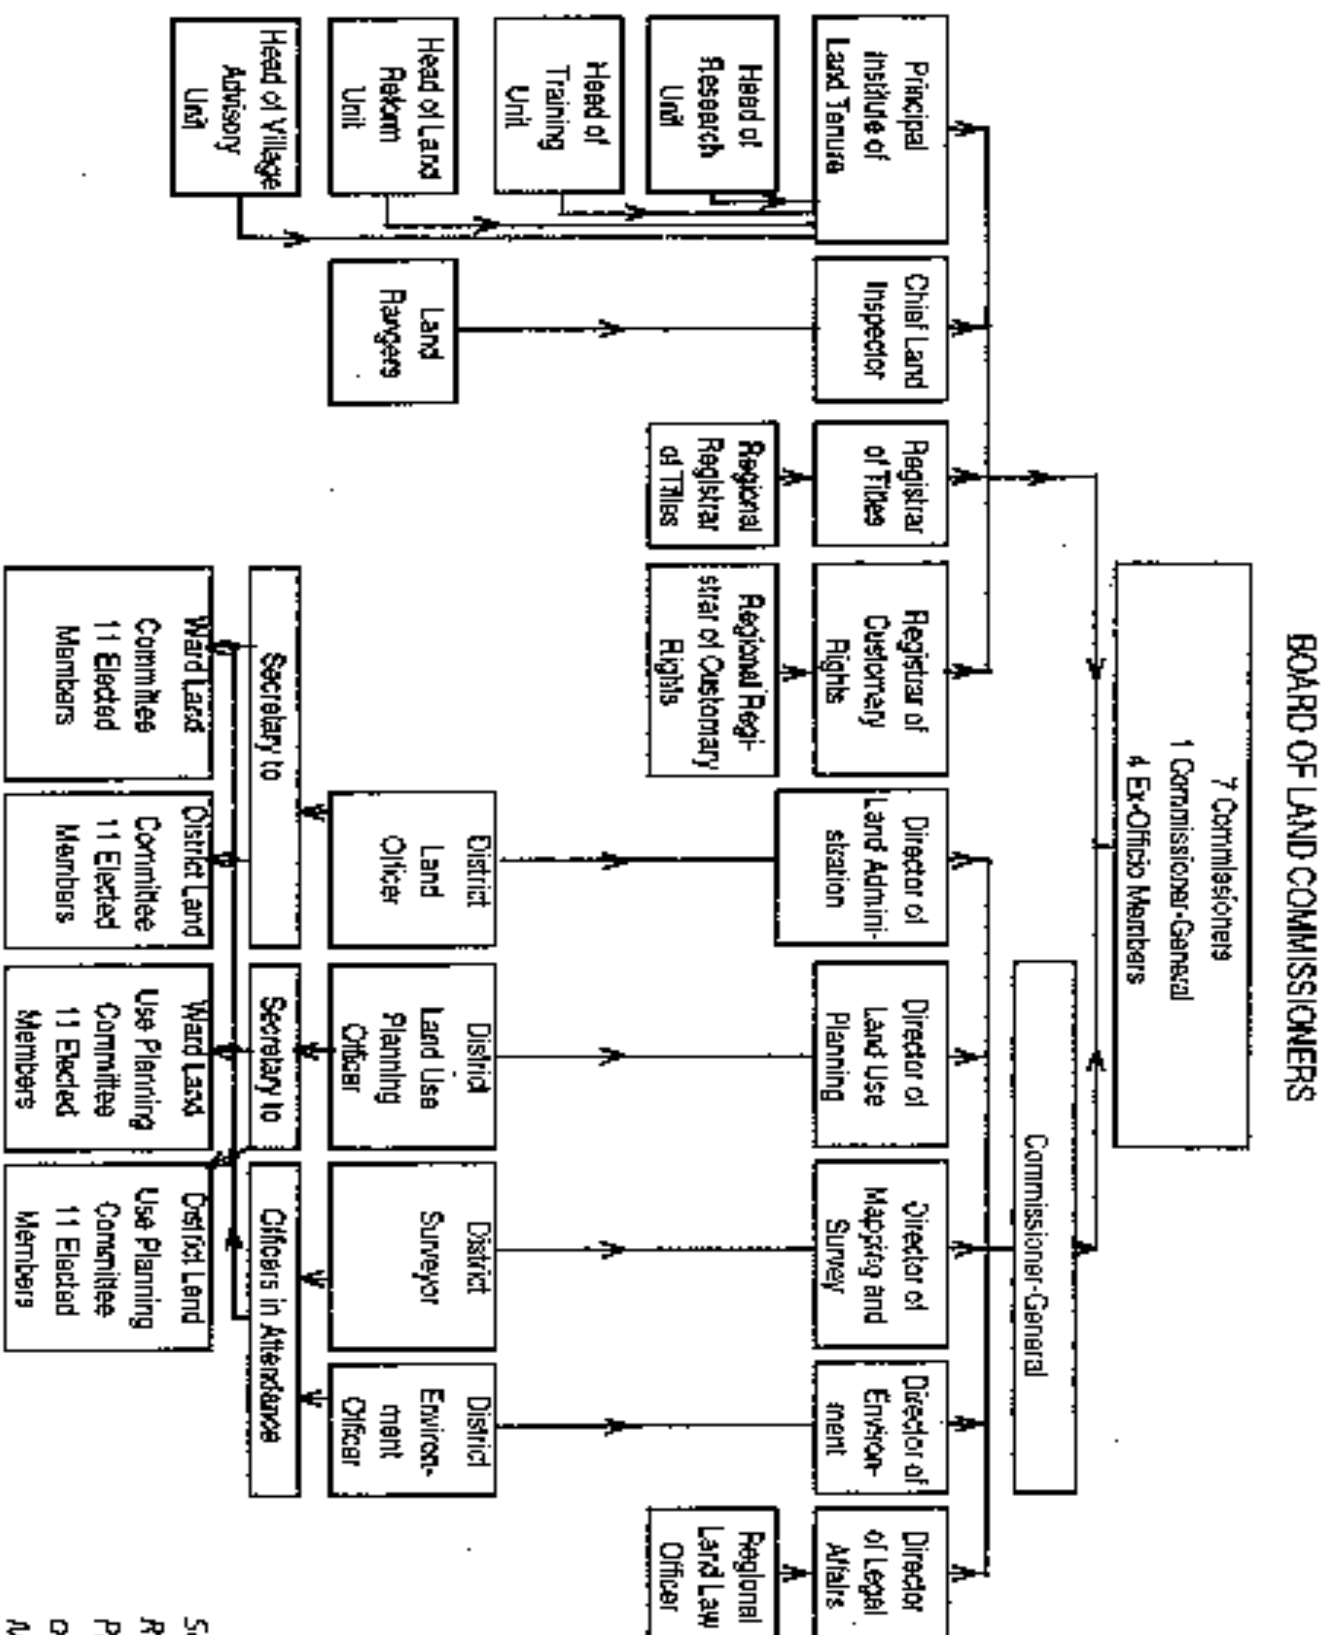 BOARD OF LAND COMMISSIONERS
7 Commissioners
1 Commissioner-General
4 Ex-Officio Members
Commissioner-General
Principal
Institute of
Land Tenure
Chief Land
Inspector
Registrar
of Titles
Registrar of
Customary
Rights
Director of
Land Admini-
stration
Director of
Land Use
Planning
Director of
Mapping and
Survey
Director of
Environ-
ment
Director
of Legal
Affairs
Head of
Research
Unit
Regional
Registrar
of Titles
Regional Regi-
strar of Customary
Rights
Regional
Land Law
Officer
Head of
Training
Unit
Head of Land
Reform
Unit
Land
Rangers
District
Land
Officer
District
Land Use
Planning
Officer
District
Surveyor
District
Environ-
ment
Officer
Head of Village
Advisory
Unit
Secretary to
Secretary to
Officers in Attendance
Ward Land
Committee
11 Elected
Members
District Land
Committee
11 Elected
Members
Ward Land
Use Planning
Committee
11 Elected
Members
District Land
Use Planning
Committee
11 Elected
Members